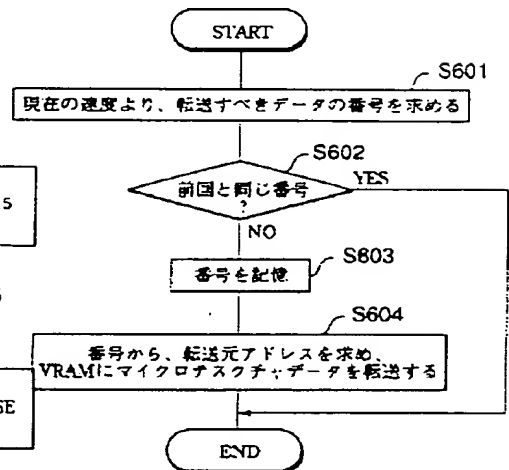 START
S601
現在の速度より、転送すべきデータの番号を求める
S602
前回と同じ番号
?
YES
NO
S603
番号を記憶
S604
番号から、転送元アドレスを求め、
VRAMにマイクロテスクチャデータを転送する
END
S
SE